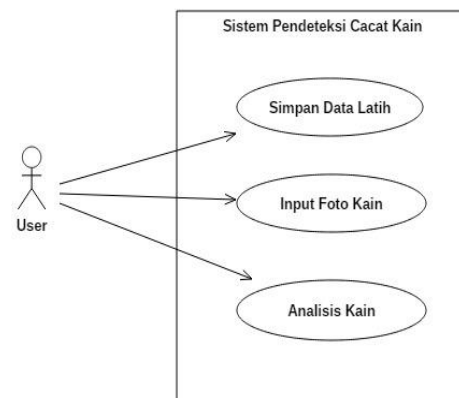 Sistem Pendeteksi Cacat Kain
Simpan Data Latih
Input Foto Kain
User
Analisis Kain